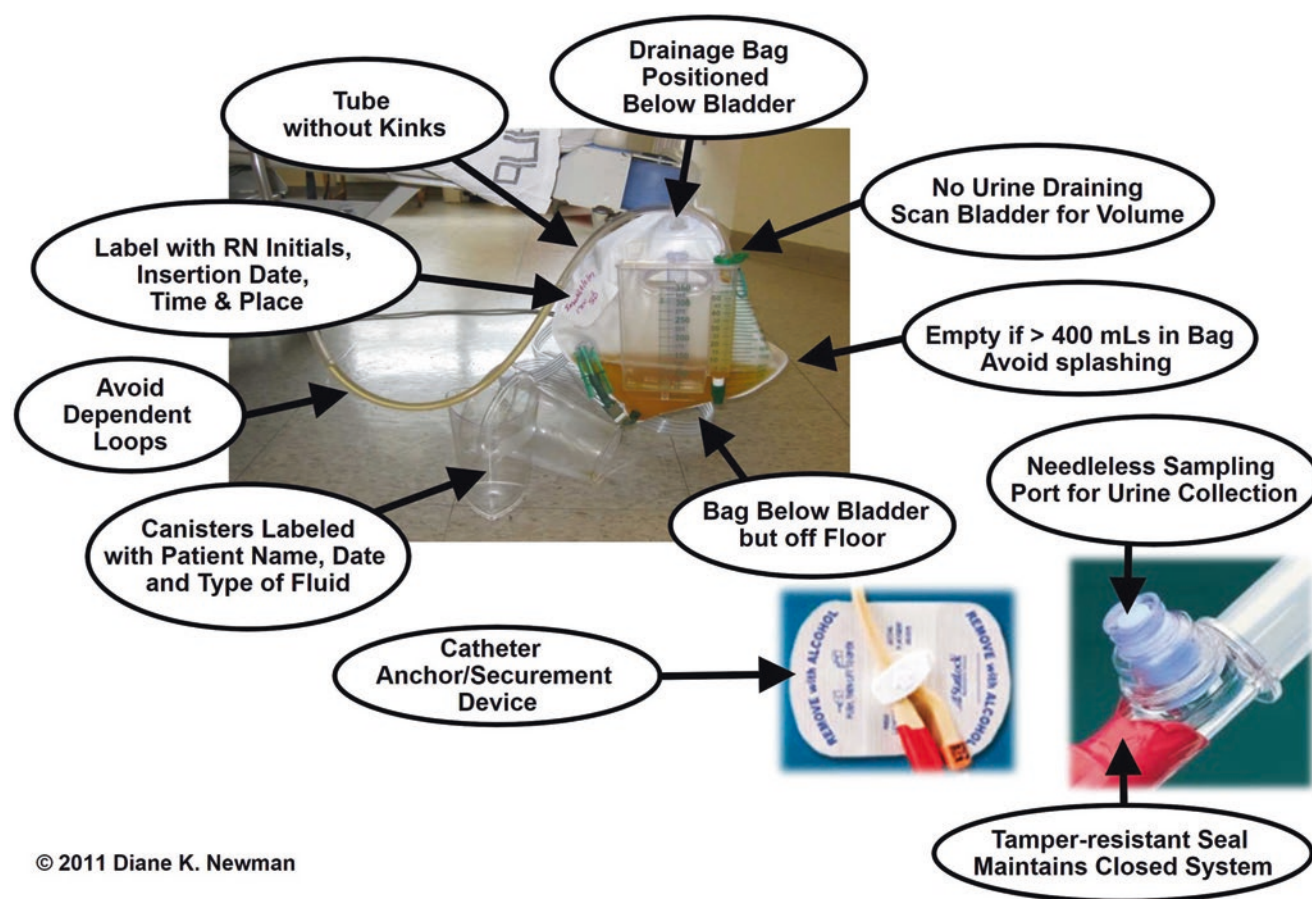 Drainage Bag
Positioned
Below Bladder
Tube
without Kinks
No Urine Draining
Scan Bladder for Volume
Label with RN Initials,
Insertion Date,
Time & Place
Empty if > 400 mLs in Bag
Avoid splashing
Avoid
Dependent
Loops
Needleless Sampling
Port for Urine Collection
Bag Below Bladder
but off Floor
Canisters Labeled
with Patient Name, Date
and Type of Fluid
REMOVE with ALCOHOL
REMOVE with ALCOHOL
Catheter
Anchor/Securement
Device
Tamper-resistant Seal
Maintains Closed System
© 2011 Diane K. Newman